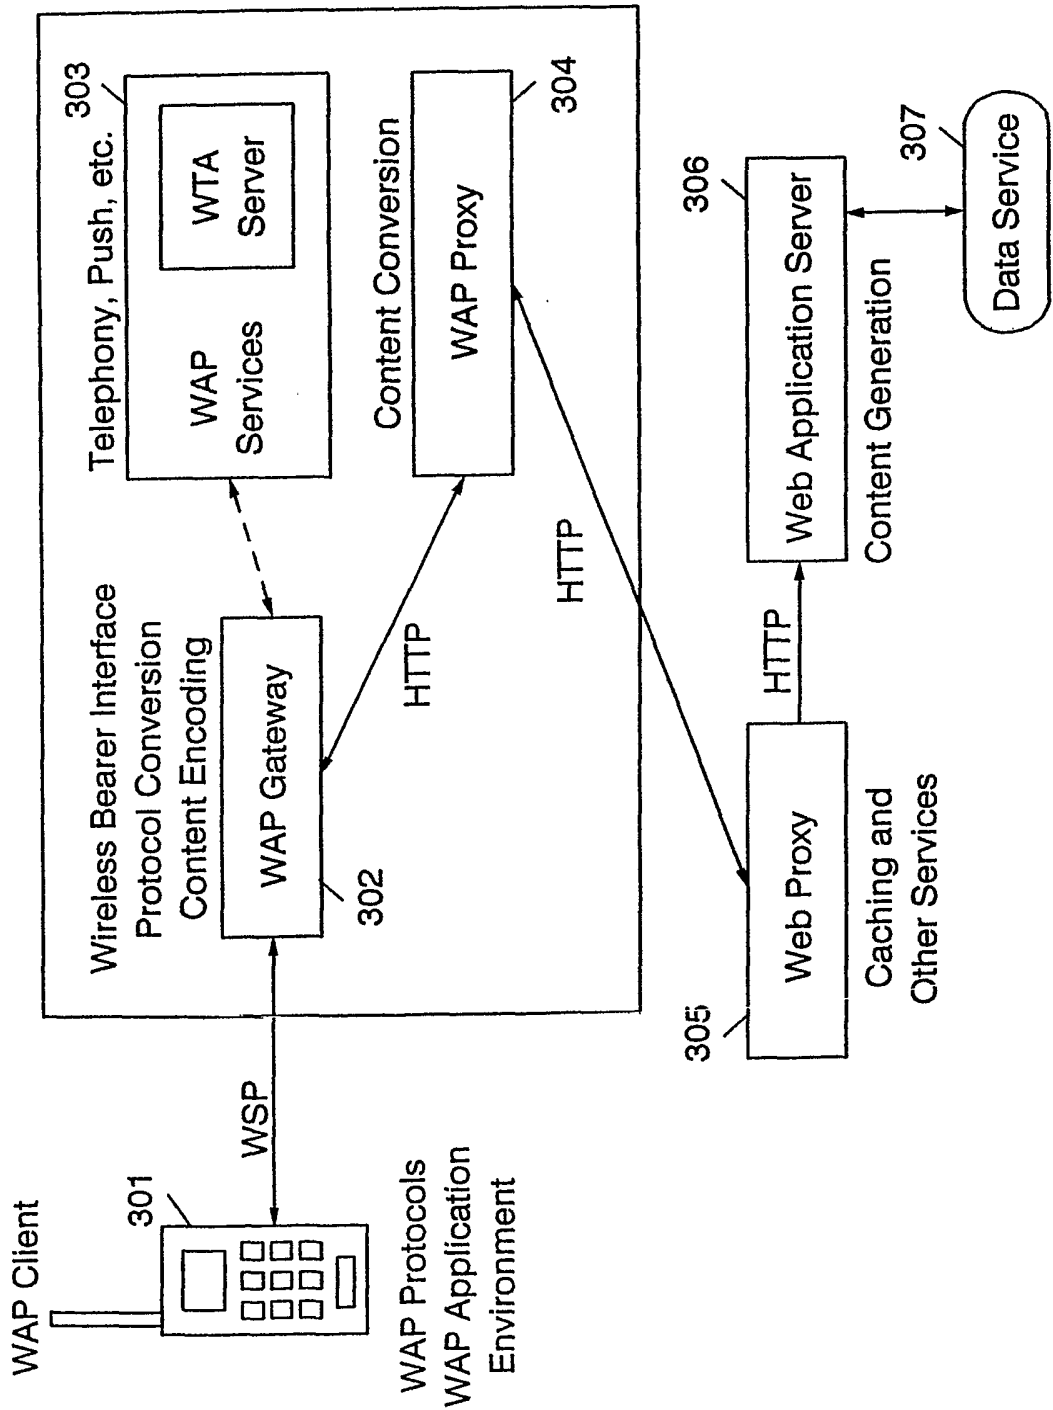 WAP Client
301
WAP Protocols
WAP Application
Environment
WSP
Wireless Bearer Interface
Protocol Conversion
Content Encoding
WAP Gateway
302
Telephony, Push, etc.
303
WAP
Services
WTA
Server
HTTP
Content Conversion
WAP Proxy
304
HTTP
305
Web Proxy
Caching and
Other Services
HTTP
306
Web Application Server
Content Generation
307
Data Service